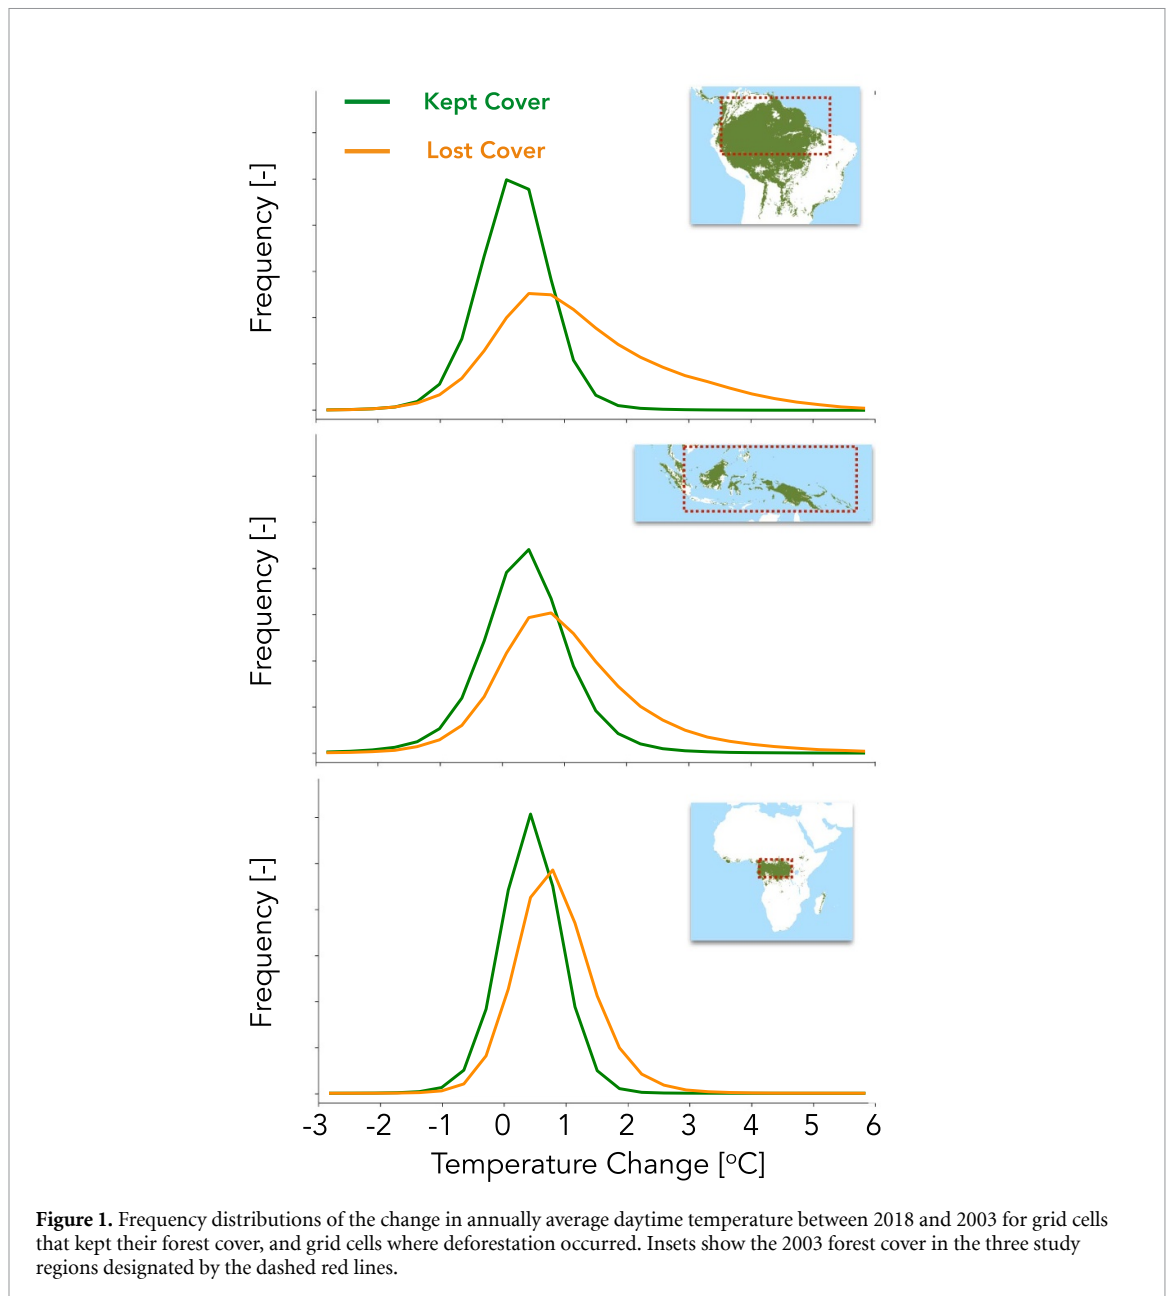 Kept Cover
Lost Cover
Frequency [-]
Frequency [-]
Frequency [-]
-3 -2 -1 0 1 2 3 4 5 6
Temperature Change [°C]
Figure 1. Frequency distributions of the change in annually average daytime temperature between 2018 and 2003 for grid cells
that kept their forest cover, and grid cells where deforestation occurred. Insets show the 2003 forest cover in the three study
regions designated by the dashed red lines.